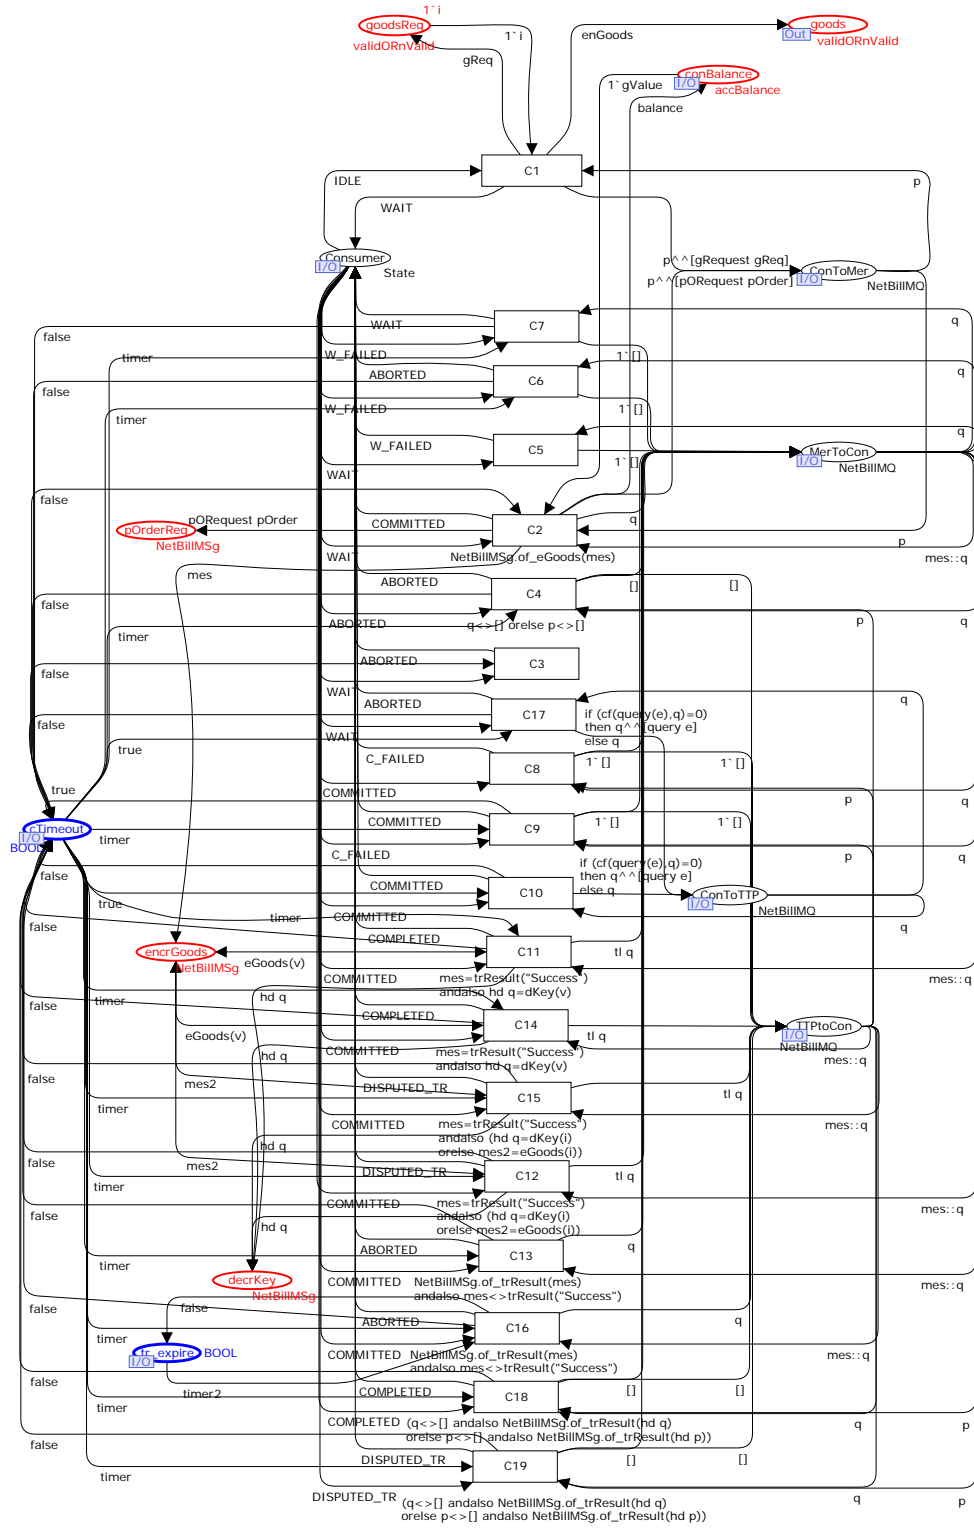 1`i
goodsReq
goods
1`i
enGoods
Out
validORnValid
validORnValid
gReq
conBalance
1`gValue
I/O
accBalance
balance
C1
IDLE
p
WAIT
Consumer
p^^[gRequest gReq]
ConToMer
I/O
State
p^^[pORequest pOrder]
I/O
NetBillMQ
WAIT
C7
q
false
timer
W_FAILED
1`[]
ABORTED
C6
q
false
W_FAILED
1`[]
timer
q
W_FAILED
C5
MerToCon
1`[]
I/O
NetBillMQ
WAIT
false
pORequest pOrder
COMMITTED
q
pOrderReq
C2
NetBillMSg
p
WAIT
NetBillMSg.of_eGoods(mes)
mes::q
mes
ABORTED
[]
[]
C4
false
ABORTED
q<>[] orelse p<>[]
p
q
timer
ABORTED
C3
false
WAIT
ABORTED
q
C17
if (cf(query(e),q)=0)
false
then q^^[query e]
WAIT
else q
true
C_FAILED
C8
1`[]
1`[]
true
COMMITTED
p
q
cTimeout
COMMITTED
C9
1`[]
1`[]
I/O
timer
BOOL
C_FAILED
p
q
if (cf(query(e),q)=0)
false
then q^^[query e]
COMMITTED
C10
else q
ConToTTP
true
I/O
NetBillMQ
timer
COMMITTED
q
false
COMPLETED
C11
tl q
encrGoods
eGoods(v)
NetBillMSg
COMMITTED
mes=trResult("Success")
mes::q
hd q
andalso hd q=dKey(v)
false
timer
COMPLETED
C14
TTPtoCon
eGoods(v)
tl q
I/O
NetBillMQ
hd q
COMMITTED
mes=trResult("Success")
mes::q
false
andalso hd q=dKey(v)
mes2
DISPUTED_TR
C15
tl q
timer
COMMITTED
mes=trResult("Success")
mes::q
false
andalso (hd q=dKey(i)
orelse mes2=eGoods(i))
mes2
DISPUTED_TR
C12
tl q
timer
COMMITTED
mes=trResult("Success")
mes::q
false
andalso (hd q=dKey(i)
hd q
orelse mes2=eGoods(i))
ABORTED
C13
q
timer
decrKey
COMMITTED
NetBillMSg.of_trResult(mes)
mes::q
NetBillMSg
andalso mes<>trResult("Success")
false
false
ABORTED
C16
q
timer
tr_expire
BOOL
I/O
COMMITTED
NetBillMSg.of_trResult(mes)
mes::q
andalso mes<>trResult("Success")
false
timer2
COMPLETED
C18
[]
[]
timer
COMPLETED
(q<>[] andalso NetBillMSg.of_trResult(hd q)
q
p
orelse p<>[] andalso NetBillMSg.of_trResult(hd p))
false
DISPUTED_TR
C19
[]
[]
timer
DISPUTED_TR
(q<>[] andalso NetBillMSg.of_trResult(hd q)
q
p
orelse p<>[] andalso NetBillMSg.of_trResult(hd p))